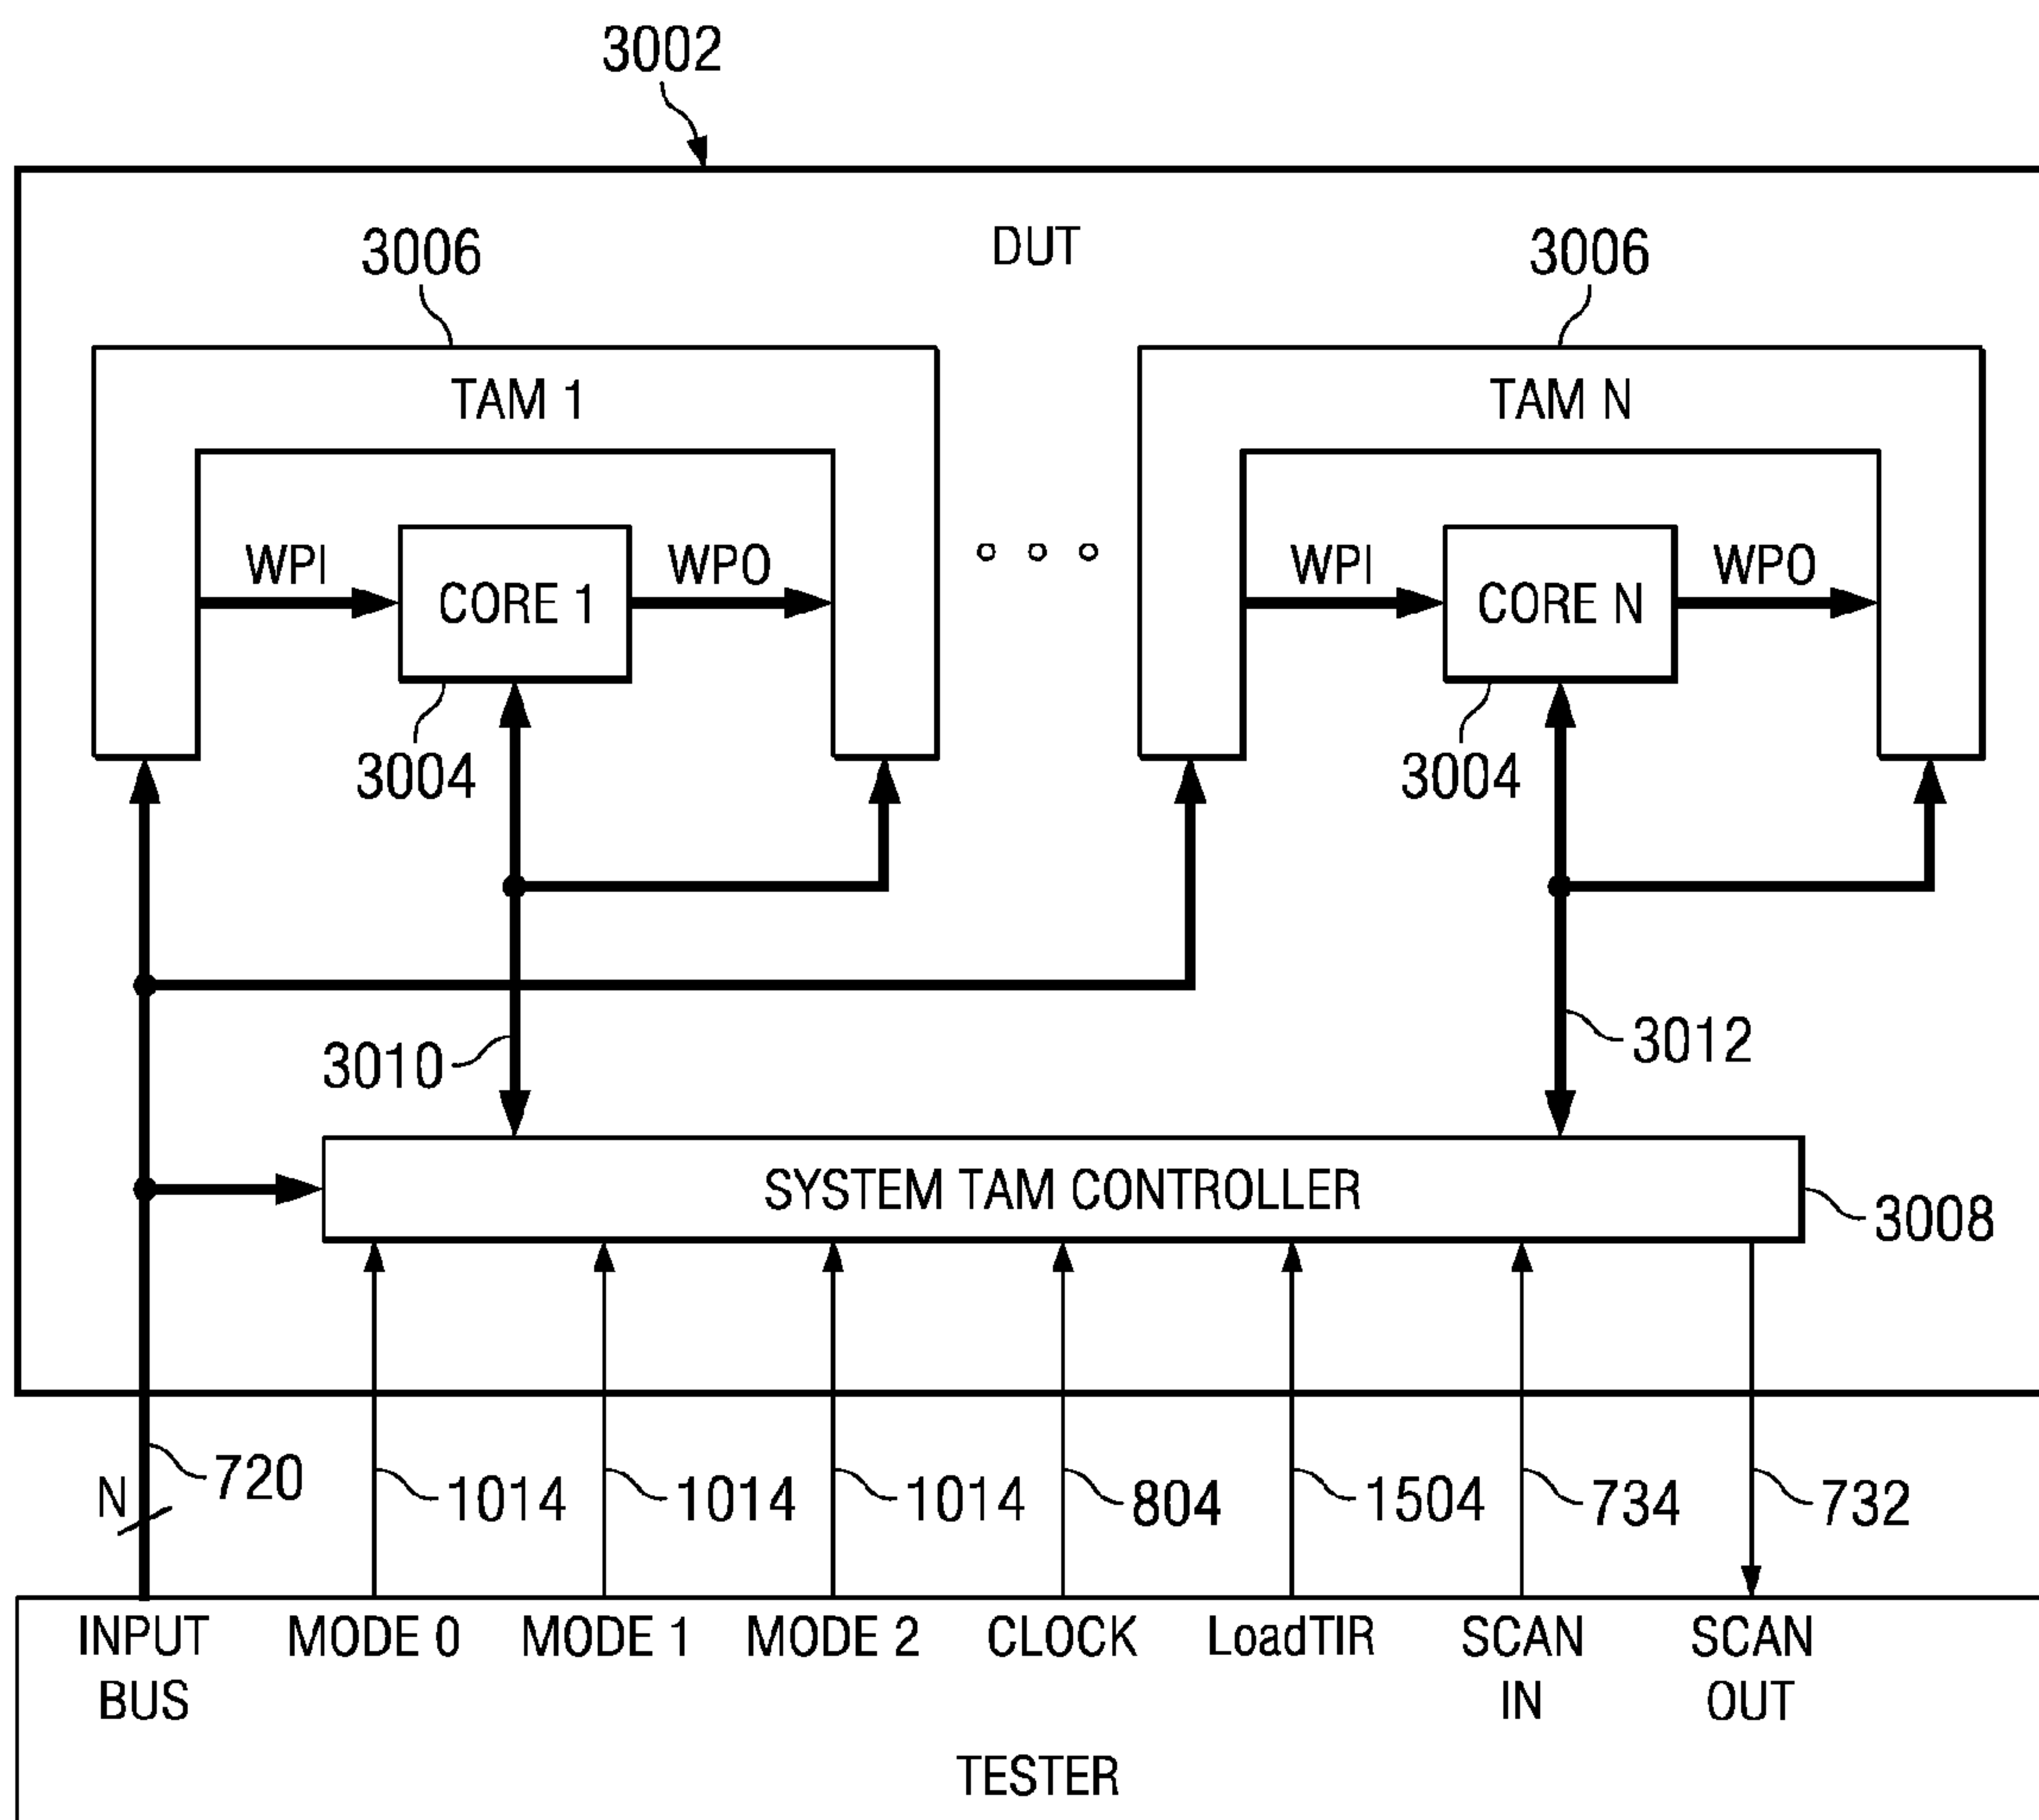 3002
DUT
3006
3006
TAM 1
TAM N
WPI
CORE 1
WPO
WPI
CORE N
WPO
3004
3004
3010
3012
SYSTEM TAM CONTROLLER
3008
N
720
1014
1014
1014
804
1504
734
732
INPUT BUS
MODE 0
MODE 1
MODE 2
CLOCK
LoadTIR
SCAN IN
SCAN OUT
TESTER